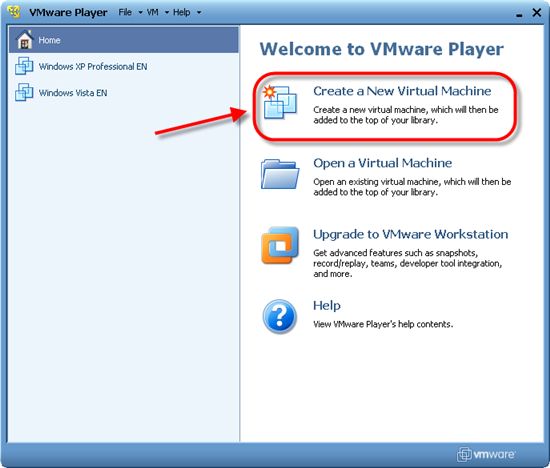 VMware Player File VM Help
Home
Windows XP Professional EN
Windows Vista EN
Welcome to VMware Player
Create a New Virtual Machine
Create a new virtual machine, which will then be
added to the top of your library.
Open a Virtual Machine
Open an existing virtual machine, which will then be
added to the top of your library.
Upgrade to VMware Workstation
Get advanced features such as snapshots,
record/replay, teams, developer tool integration,
and more.
Help
View VMware Player's help contents.
vmware